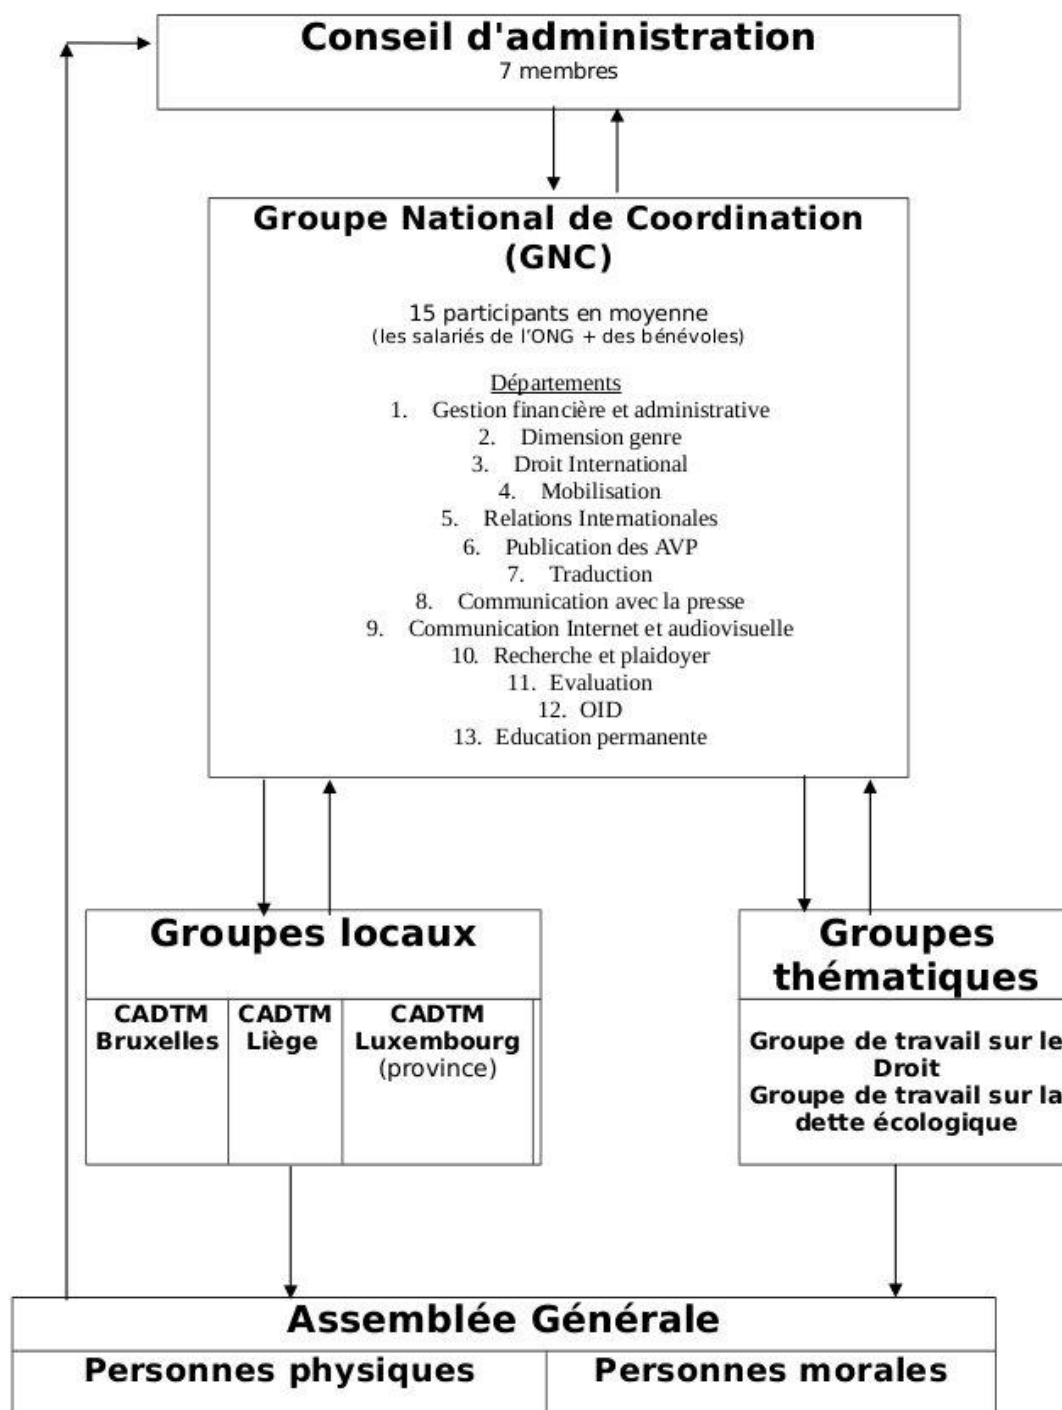 Conseil d'administration
7 membres
Groupe National de Coordination
(GNC)
15 participants en moyenne
(les salariés de l'ONG + des bénévoles)
Départements
1. Gestion financière et administrative
2. Dimension genre
3. Droit International
4. Mobilisation
5. Relations Internationales
6. Publication des AVP
7. Traduction
8. Communication avec la presse
9. Communication Internet et audiovisuelle
10. Recherche et plaidoyer
11. Evaluation
12. OID
13. Education permanente
Groupes locaux
CADTM
Bruxelles
CADTM
Liège
CADTM
Luxembourg
(province)
Groupes
thématiques
Groupe de travail sur le
Droit
Groupe de travail sur la
dette écologique
Assemblée Générale
Personnes physiques
Personnes morales